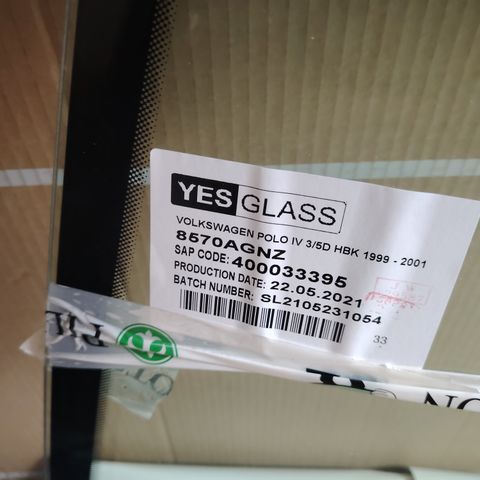 YES GLASS
VOLKSWAGEN POLO IV 3/5D HBK 1999 - 2001
8570AGNZ
SAP CODE: 400033395
PRODUCTION DATE: 22.05.2021
BATCH NUMBER: SL2105231054
33